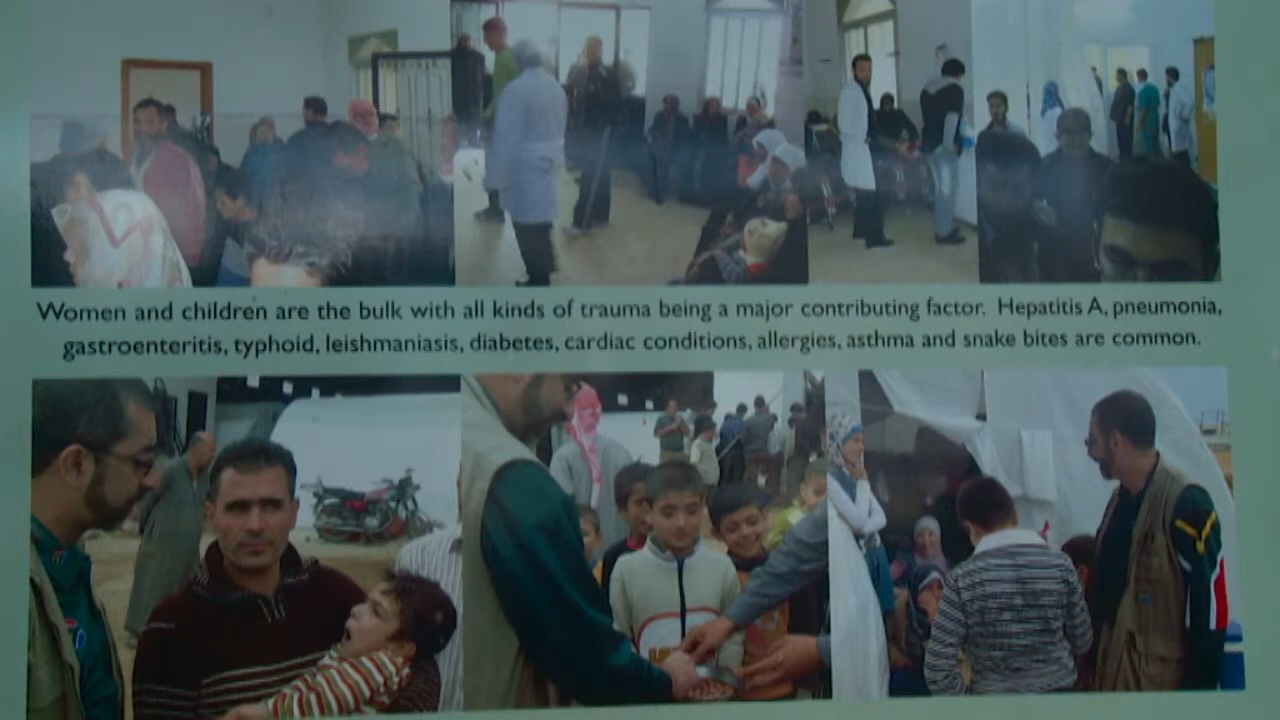 Women and children are the bulk with all kinds of trauma being a major contributing factor. Hepatitis A, pneumonia,
gastroenteritis, typhoid, leishmaniasis, diabetes, cardiac conditions, allergies, asthma and snake bites are common.